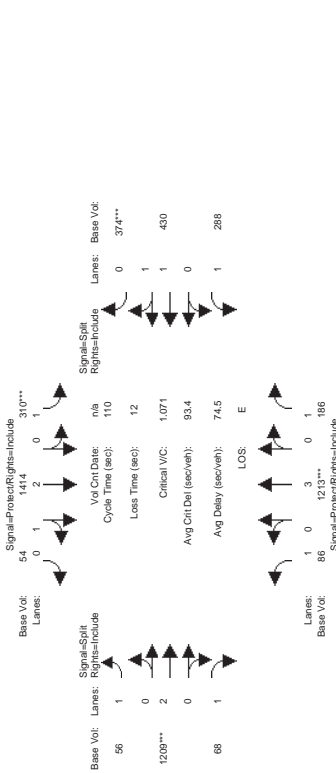 Signal=Protect/Rights=Include
Base Vol: 54 1414 310***
Lanes: 0 1 2 0 1
Signal=Split Signal=Split
Base Vol: Lanes: Rights=Include Vol Cnt Date: n/a Rights=Include Lanes: Base Vol:
56 1 Cycle Time (sec): 110 0 374***
0 Loss Time (sec): 12 1
1209*** 2 Critical V/C: 1.071 1 430
0 Avg Crit Del (sec/veh): 93.4 0
68 1 Avg Delay (sec/veh): 74.5 1 288
LOS: E
Lanes: 1 0 3 0 1
Base Vol: 86 1213*** 186
Signal=Protect/Rights=Include